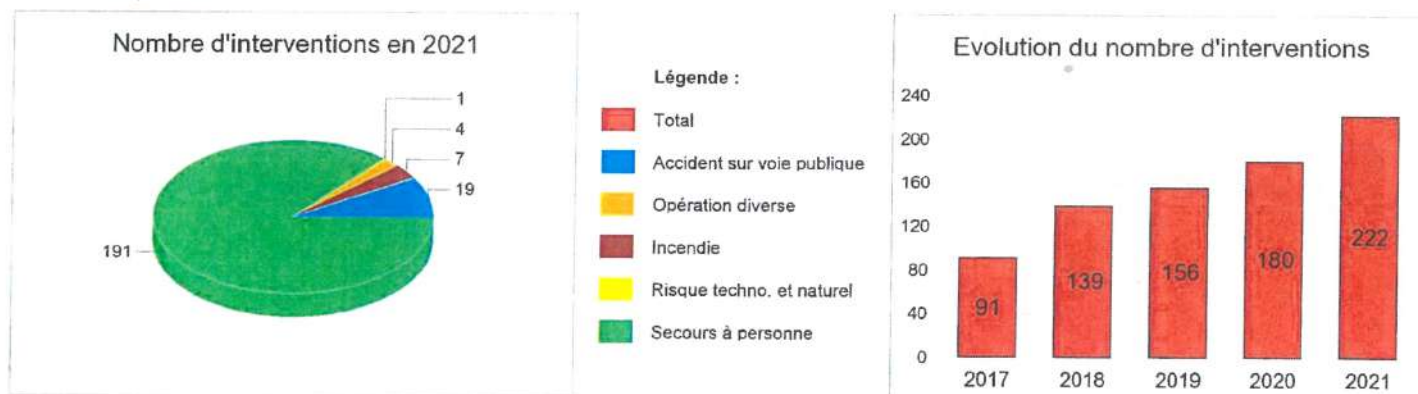 Nombre d'interventions en 2021
1
4
7
19
191
Légende :
Total
Accident sur voie publique
Opération diverse
Incendie
Risque techno. et naturel
Secours à personne
Evolution du nombre d'interventions
240
200
160
120
80
40
0
91
139
156
180
222
2017
2018
2019
2020
2021